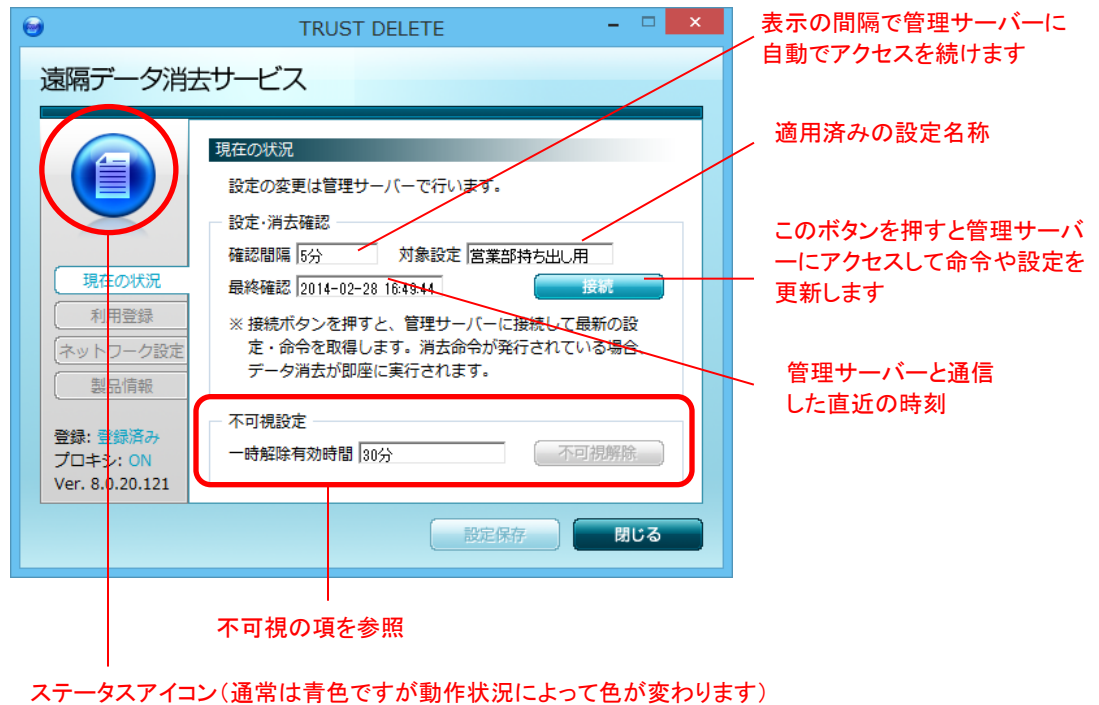 TRUST DELETE
表示の間隔で管理サーバーに
自動でアクセスを続けます
遠隔データ消去サービス
適用済みの設定名称
現在の状況
設定の変更は管理サーバーで行います。
設定・消去確認
確認間隔 5分 対象設定 営業部持ち出し用
最終確認 2014-02-28 16:49:44 接続
このボタンを押すと管理サーバ
ーにアクセスして命令や設定を
更新します
※ 接続ボタンを押すと、管理サーバーに接続して最新の設
定・命令を取得します。消去命令が発行されている場合、
データ消去が即座に実行されます。
管理サーバーと通信
した直近の時刻
現在の状況
利用登録
ネットワーク設定
製品情報
登録: 登録済み
プロキシ: ON
Ver. 8.0.20.121
不可視設定
一時解除有効時間 30分 不可視解除
設定保存 閉じる
不可視の項を参照
ステータスアイコン（通常は青色ですが動作状況によって色が変わります）